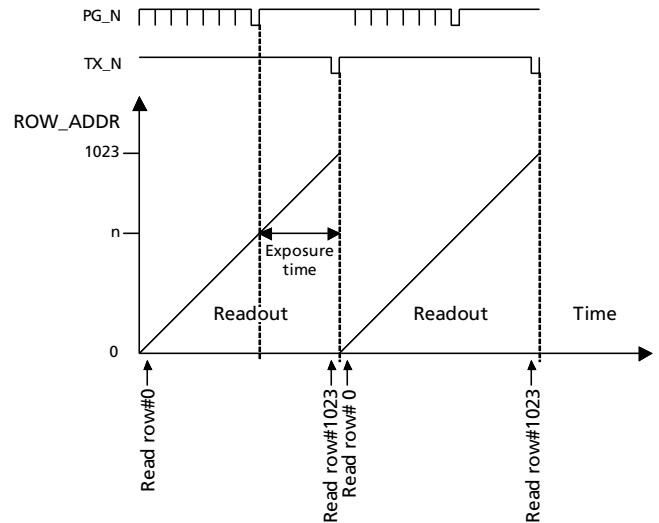 PG_N
TX_N
ROW_ADDR
1023
n
Exposure
time
Readout
Readout
Time
0
Read row#0
Read row#1023
Read row# 0
Read row#1023